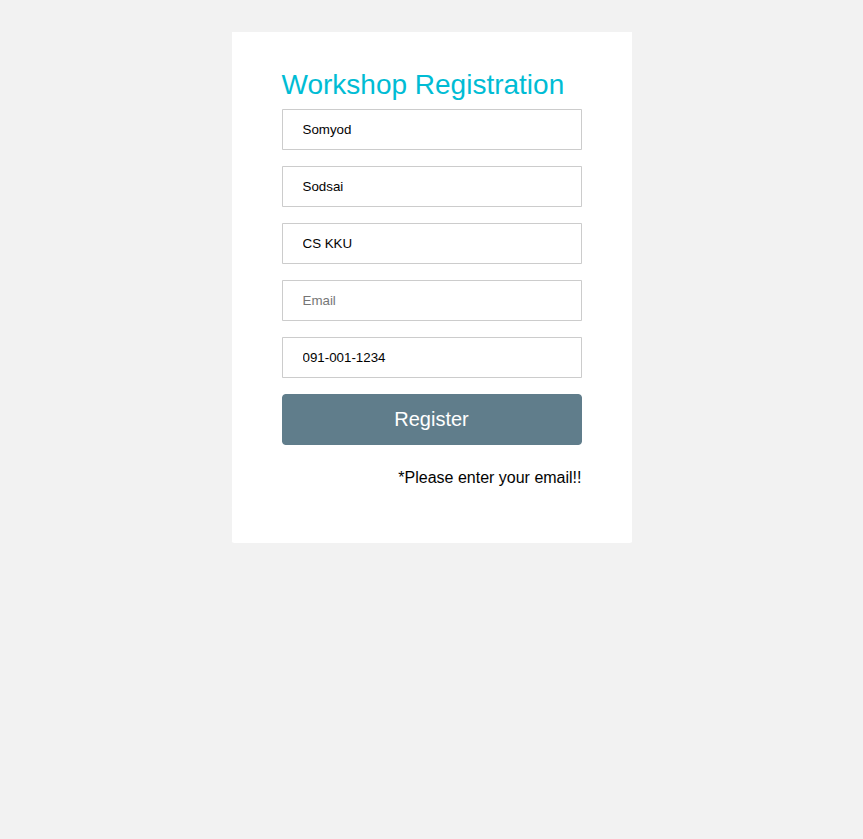 Workshop Registration
Somyod
Sodsai
CS KKU
Email
091-001-1234
Register
*Please enter your email!!